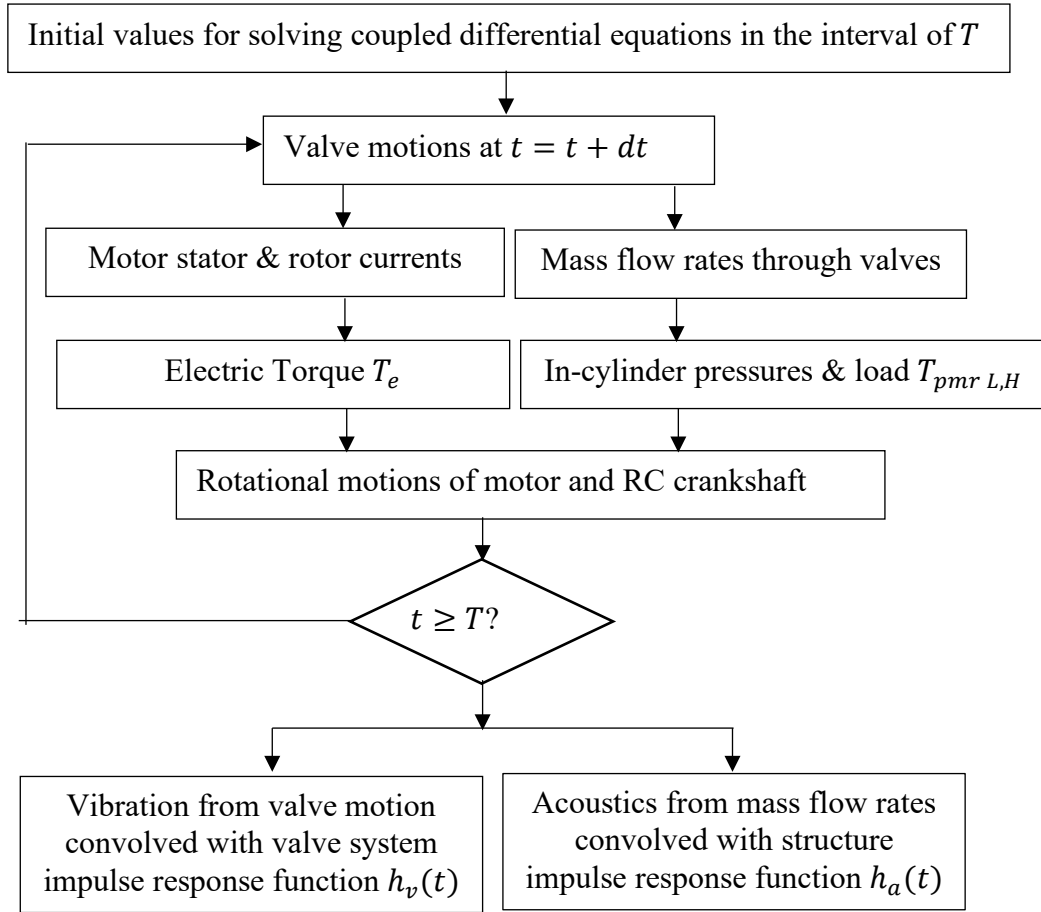 Initial values for solving coupled differential equations in the interval of T
Valve motions at t = t + dt
Motor stator & rotor currents
Mass flow rates through valves
Electric Torque Tₑ
In-cylinder pressures & load T_{pmr L,H}
Rotational motions of motor and RC crankshaft
t ≥ T?
Vibration from valve motion
convolved with valve system
impulse response function hᵥ(t)
Acoustics from mass flow rates
convolved with structure
impulse response function hₐ(t)